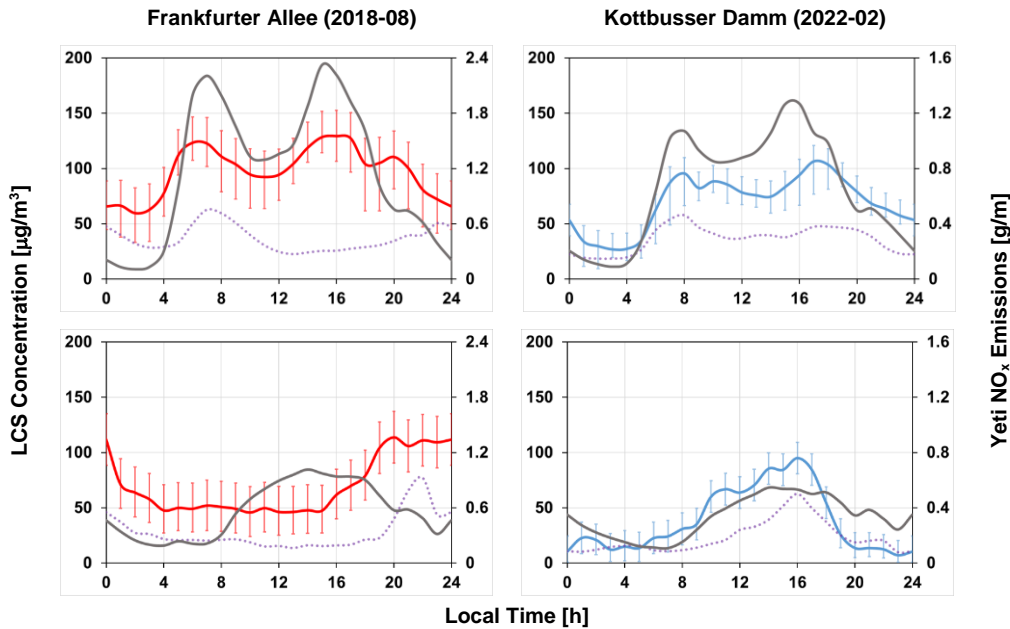 Frankfurter Allee (2018-08)
Kottbusser Damm (2022-02)
LCS Concentration [µg/m³]
200 150 100 50 0
2.4 1.8 1.2 0.6 0
0 4 8 12 16 20 24
200 150 100 50 0
1.6 1.2 0.8 0.4 0
0 4 8 12 16 20 24
200 150 100 50 0
2.4 1.8 1.2 0.6 0
0 4 8 12 16 20 24
200 150 100 50 0
1.6 1.2 0.8 0.4 0
0 4 8 12 16 20 24
Yeti NOₓ Emissions [g/m]
Local Time [h]